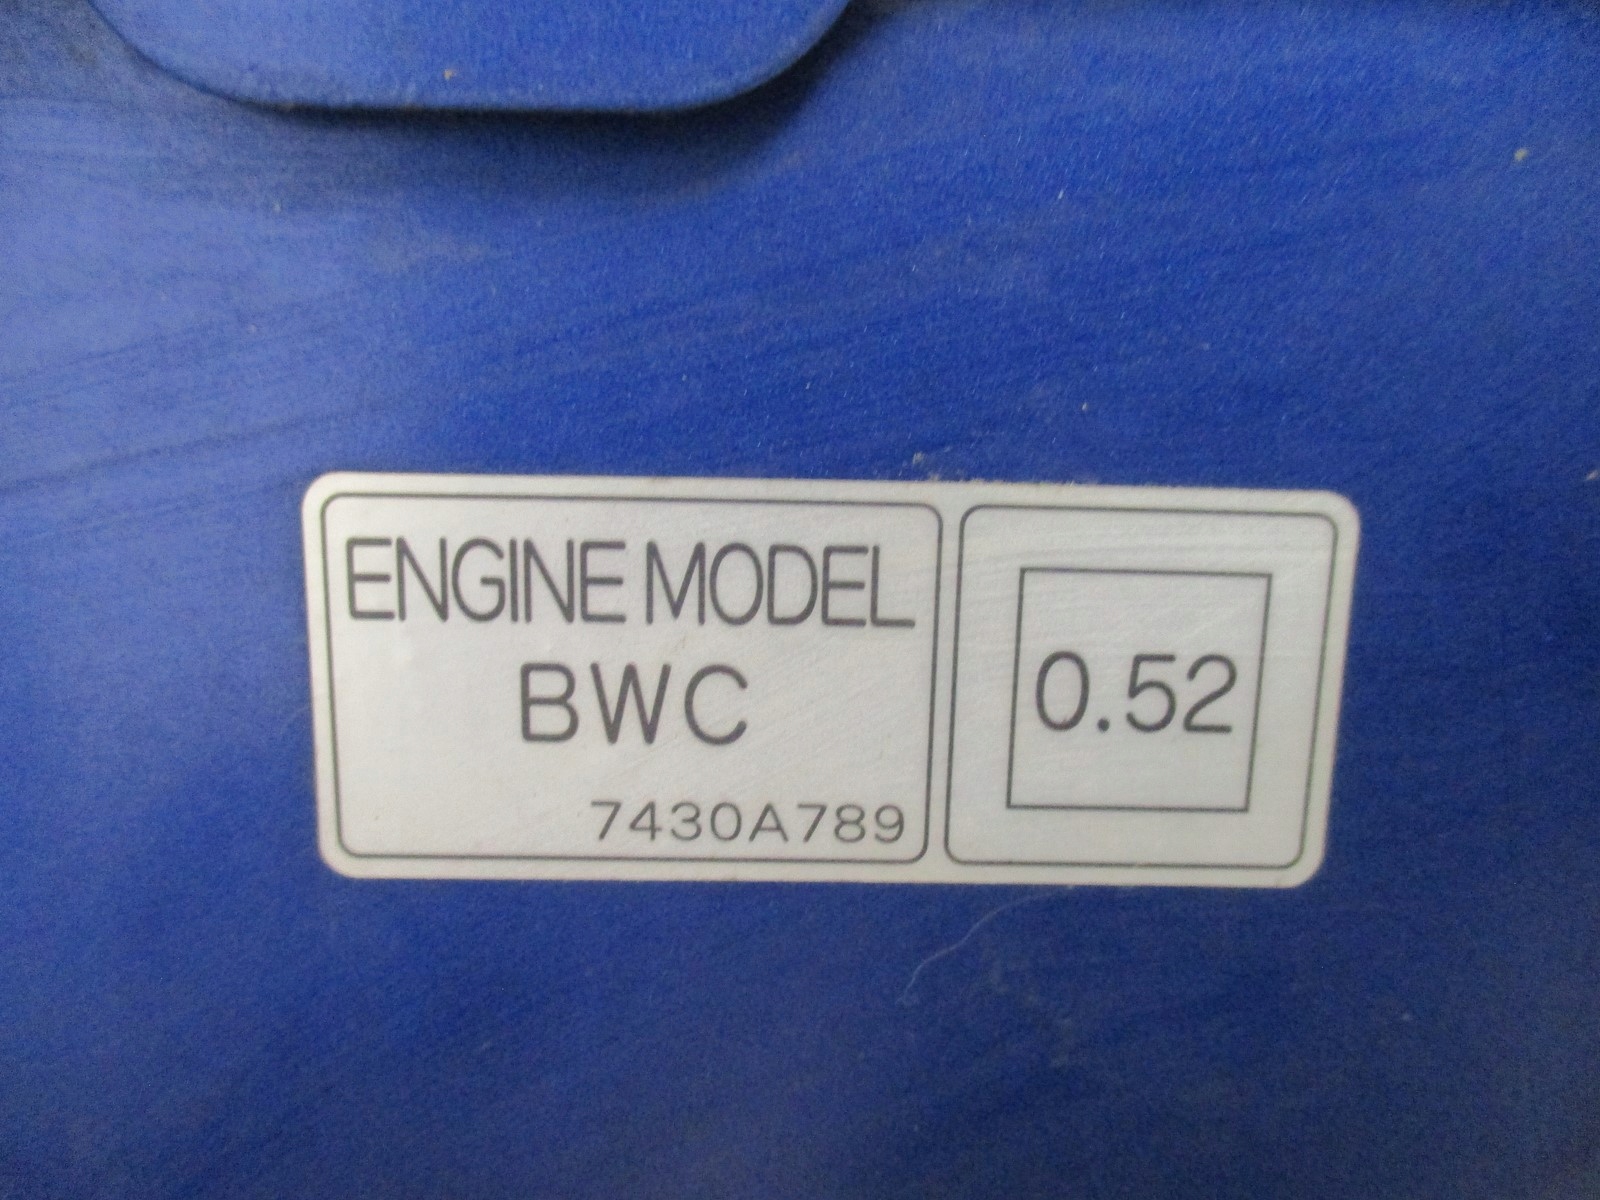 ENGINE MODEL
BWC
7430A789
0.52